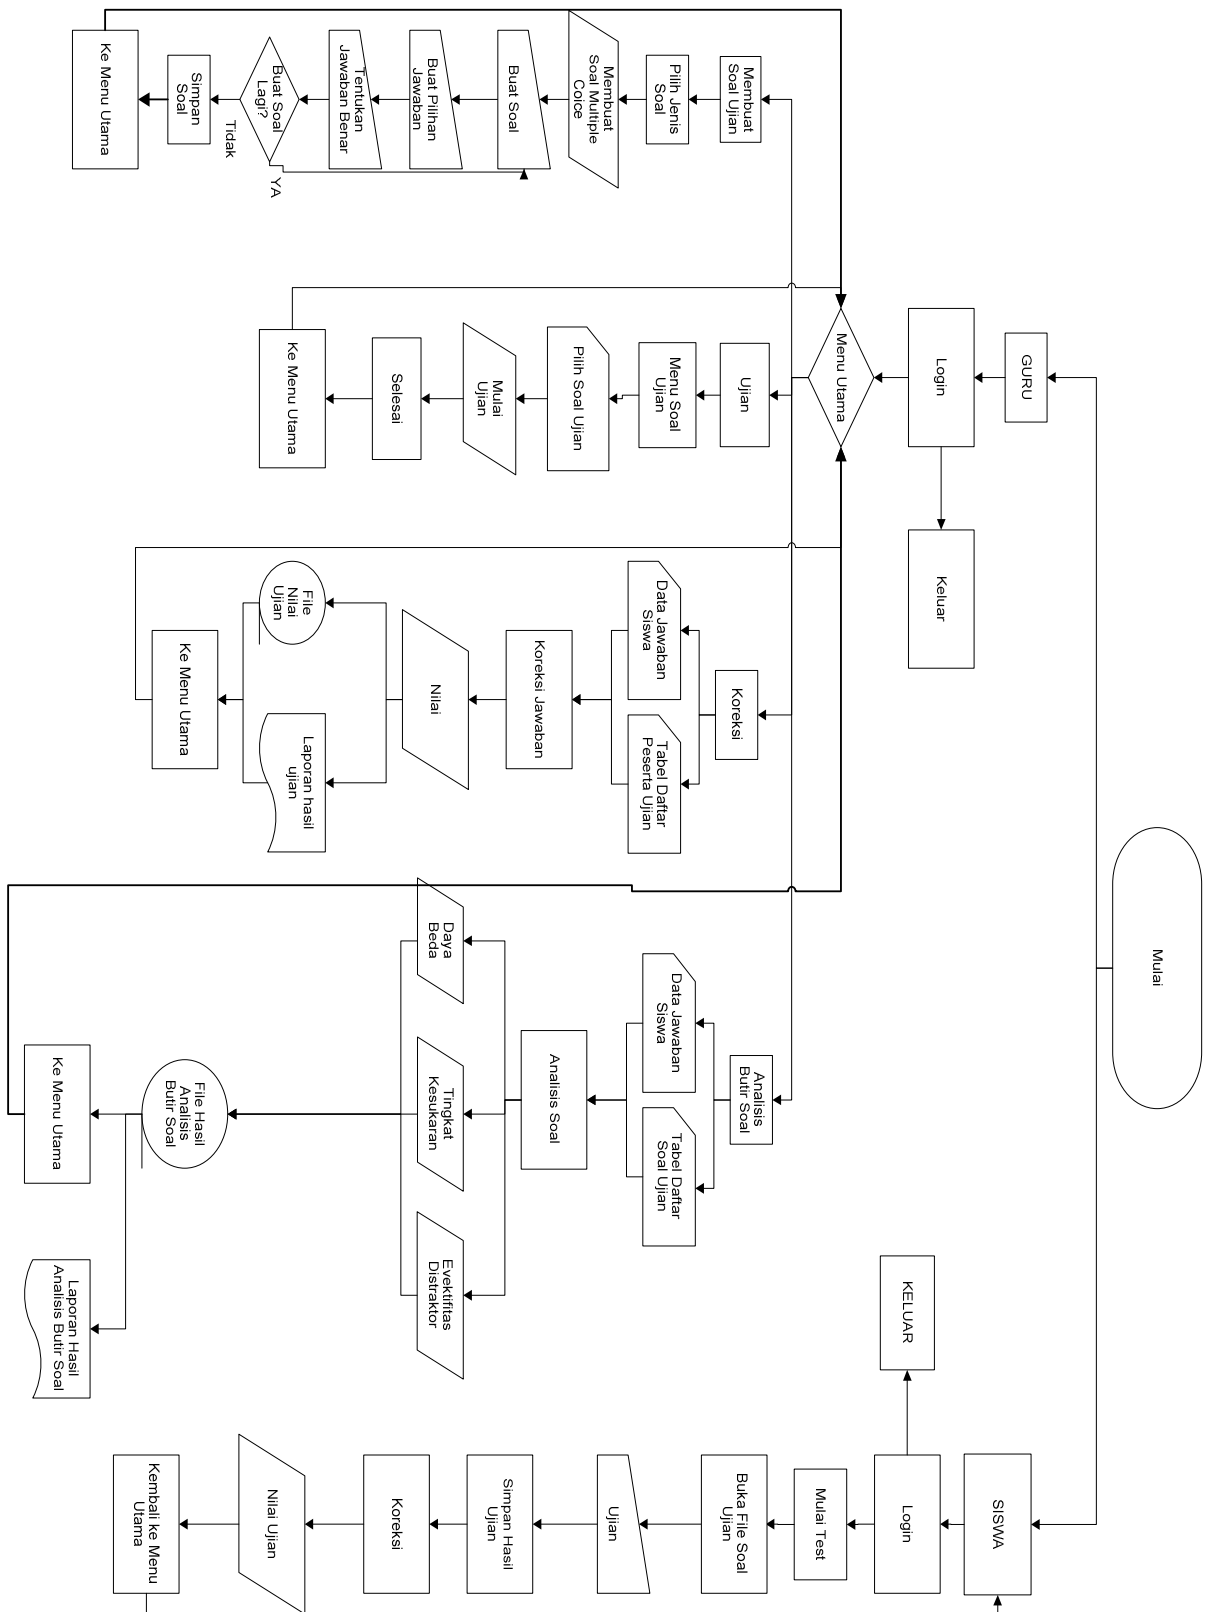 Mulai
GURU
Login
Keluar
Menu Utama
Membuat
Soal Ujian
Pilih Jenis
Soal
Membuat
Soal Multiple
Coice
Buat Soal
Buat Pilihan
Jawaban
Tentukan
Jawaban Benar
Buat Soal
Lagi?
YA
Tidak
Simpan
Soal
Ke Menu Utama
Ujian
Menu Soal
Ujian
Pilih Soal Ujian
Mulai
Ujian
Selesai
Ke Menu Utama
Koreksi
Data Jawaban
Siswa
Tabel Daftar
Peserta Ujian
Koreksi Jawaban
Nilai
File
Nilai
Ujian
Laporan hasil
ujian
Ke Menu Utama
Analisis
Butir Soal
Data Jawaban
Siswa
Tabel Daftar
Soal Ujian
Analisis Soal
Daya
Beda
Tingkat
Kesukaran
Evektifitas
Distraktor
File Hasil
Analisis
Butir Soal
Ke Menu Utama
Laporan Hasil
Analisis Butir Soal
SISWA
Login
KELUAR
Mulai Test
Buka File Soal
Ujian
Ujian
Simpan Hasil
Ujian
Koreksi
Nilai Ujian
Kembali ke Menu
Utama